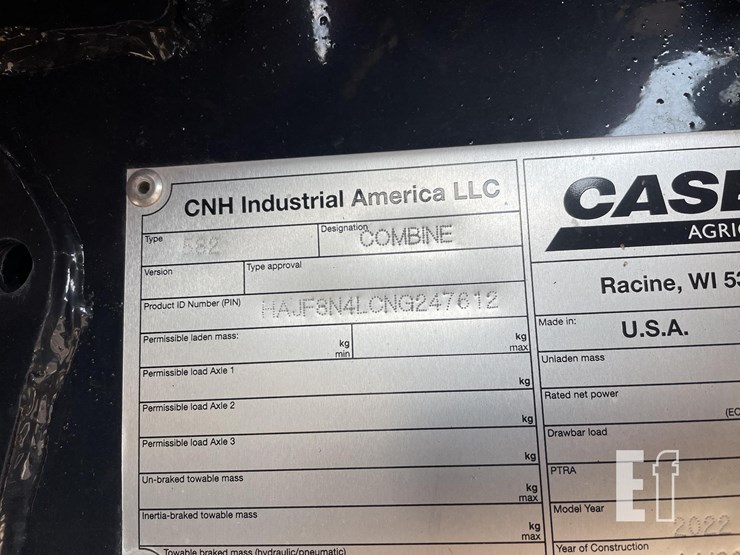 CNH Industrial America LLC
Type 582
Designation COMBINE
Version
Type approval
Product ID Number (PIN) HAJF8N4LCNG247612
Permissible laden mass: kg min kg max
Permissible load Axle 1 kg
Permissible load Axle 2 kg
Permissible load Axle 3 kg
Un-braked towable mass kg max
Inertia-braked towable mass kg max
Towable braked mass (hydraulic/pneumatic)
CASE
AGRIC
Racine, WI 53
Made in: U.S.A.
Unladen mass
Rated net power
(EC
Drawbar load
PTRA
Model Year 2022
Year of Construction
Ef